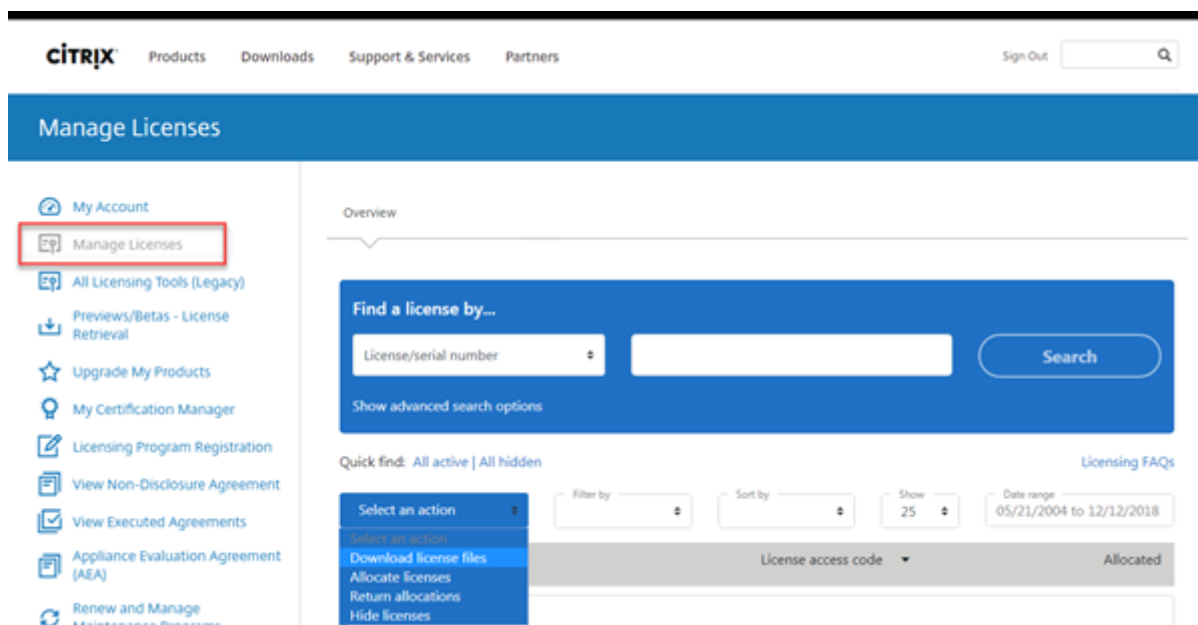 CİTRIX
Products
Downloads
Support & Services
Partners
Sign Out
Manage Licenses
My Account
Manage Licenses
All Licensing Tools (Legacy)
Previews/Betas - License
Retrieval
Upgrade My Products
My Certification Manager
Licensing Program Registration
View Non-Disclosure Agreement
View Executed Agreements
Appliance Evaluation Agreement
(AEA)
Renew and Manage
Maintenance Programs
Overview
Find a license by...
License/serial number
Search
Show advanced search options
Quick find: All active | All hidden
Licensing FAQs
Select an action
Filter by
Sort by
Show
25
Date range
05/21/2004 to 12/12/2018
Select an action
Download license files
Allocate licenses
Return allocations
Hide licenses
License access code
Allocated